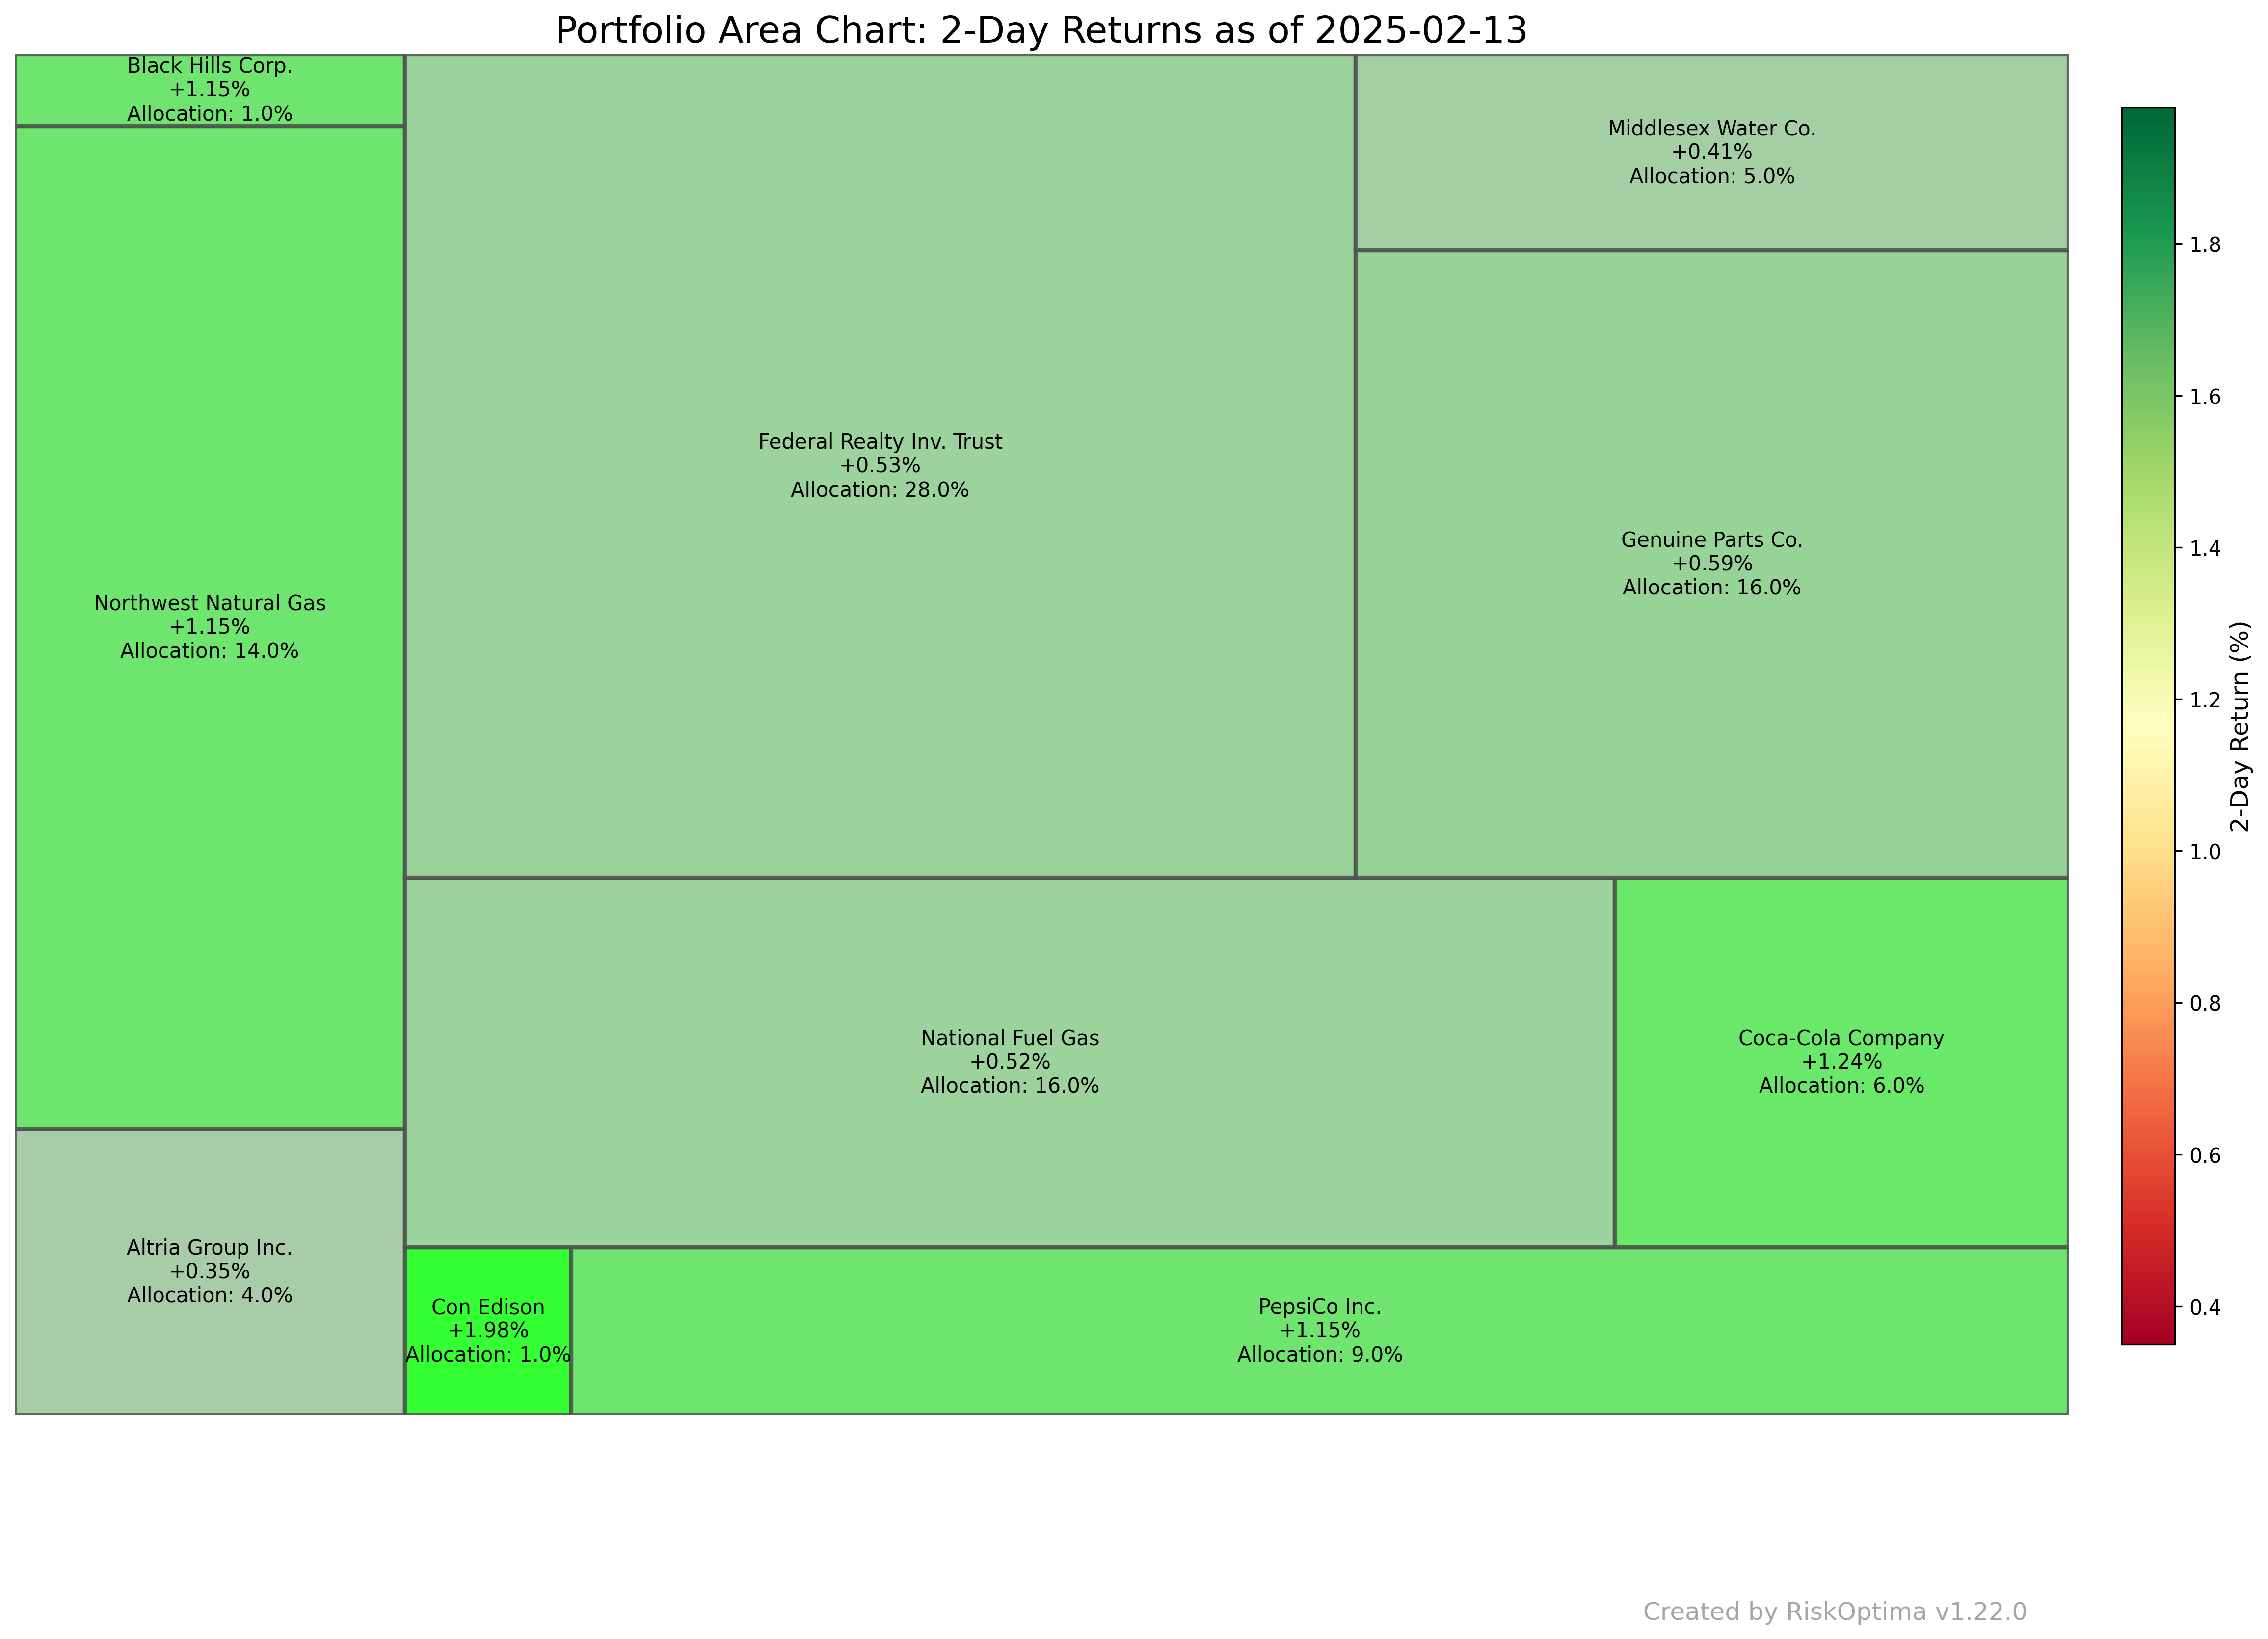 Portfolio Area Chart: 2-Day Returns as of 2025-02-13
Black Hills Corp.
+1.15%
Allocation: 1.0%
Northwest Natural Gas
+1.15%
Allocation: 14.0%
Altria Group Inc.
+0.35%
Allocation: 4.0%
Federal Realty Inv. Trust
+0.53%
Allocation: 28.0%
Middlesex Water Co.
+0.41%
Allocation: 5.0%
Genuine Parts Co.
+0.59%
Allocation: 16.0%
National Fuel Gas
+0.52%
Allocation: 16.0%
Coca-Cola Company
+1.24%
Allocation: 6.0%
Con Edison
+1.98%
Allocation: 1.0%
PepsiCo Inc.
+1.15%
Allocation: 9.0%
1.8
1.6
1.4
1.2
1.0
0.8
0.6
0.4
2-Day Return (%)
Created by RiskOptima v1.22.0